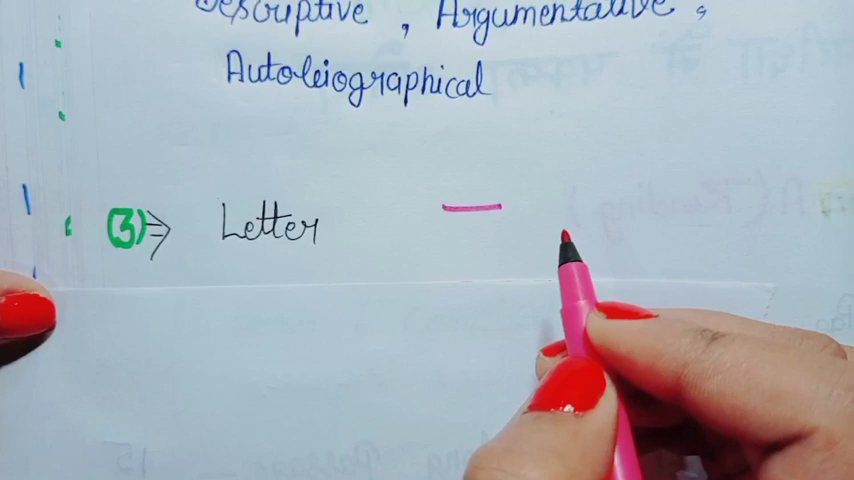 Descriptive , Argumentative ,
Autobiographical
(3)⇒ Letter —